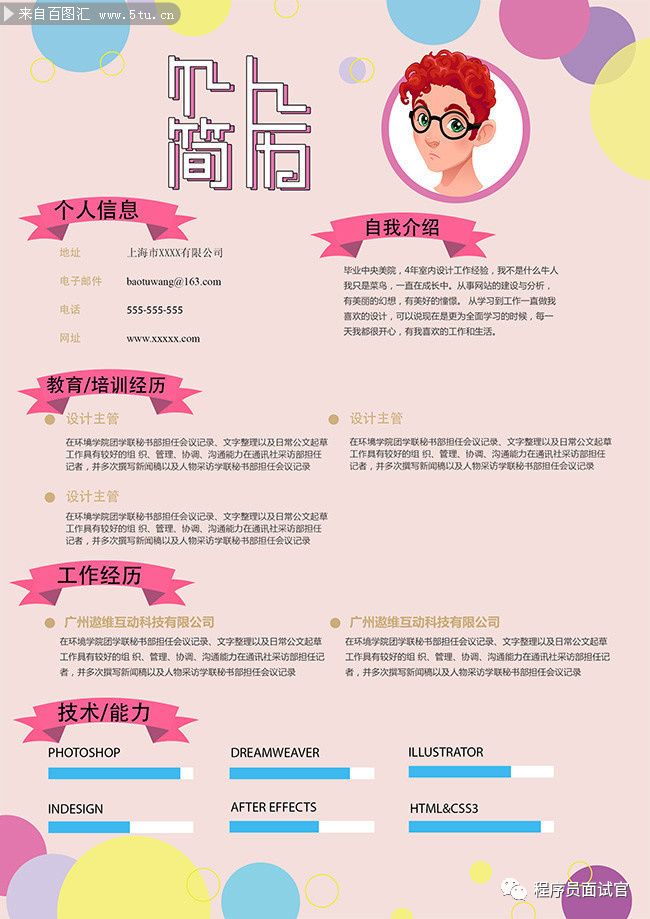 来自百图汇 www.5tu.cn
个人
简历
个人信息
地址 上海市XXXX有限公司
电子邮件 baotuwang@163.com
电话 555-555-555
网址 www.xxxxx.com
自我介绍
毕业中央美院，4年室内设计工作经验，我不是什么牛人
我只是菜鸟，一直在成长中。从事网站的建设与分析，
有美丽的幻想，有美好的憧憬。 从学习到工作一直做我
喜欢的设计，可以说现在是更为全面学习的时候，每一
天我都很开心，有我喜欢的工作和生活。
教育/培训经历
设计主管
在环境学院团学联秘书部担任会议记录、文字整理以及日常公文起草
工作具有较好的组 织、管理、协调、沟通能力在通讯社采访部担任
记者，并多次撰写新闻稿以及人物采访学联秘书部担任会议记录
设计主管
在环境学院团学联秘书部担任会议记录、文字整理以及日常公文起草
工作具有较好的组 织、管理、协调、沟通能力在通讯社采访部担任
记者，并多次撰写新闻稿以及人物采访学联秘书部担任会议记录
设计主管
在环境学院团学联秘书部担任会议记录、文字整理以及日常公文起草
工作具有较好的组 织、管理、协调、沟通能力在通讯社采访部担任
记者，并多次撰写新闻稿以及人物采访学联秘书部担任会议记录
工作经历
广州遨维互动科技有限公司
在环境学院团学联秘书部担任会议记录、文字整理以及日常公文起草
工作具有较好的组 织、管理、协调、沟通能力在通讯社采访部担任记
者，并多次撰写新闻稿以及人物采访学联秘书部担任会议记录
广州遨维互动科技有限公司
在环境学院团学联秘书部担任会议记录、文字整理以及日常公文起草
工作具有较好的组 织、管理、协调、沟通能力在通讯社采访部担任记
者，并多次撰写新闻稿以及人物采访学联秘书部担任会议记录
技术/能力
PHOTOSHOP
DREAMWEAVER
ILLUSTRATOR
INDESIGN
AFTER EFFECTS
HTML&CSS3
程序员面试官